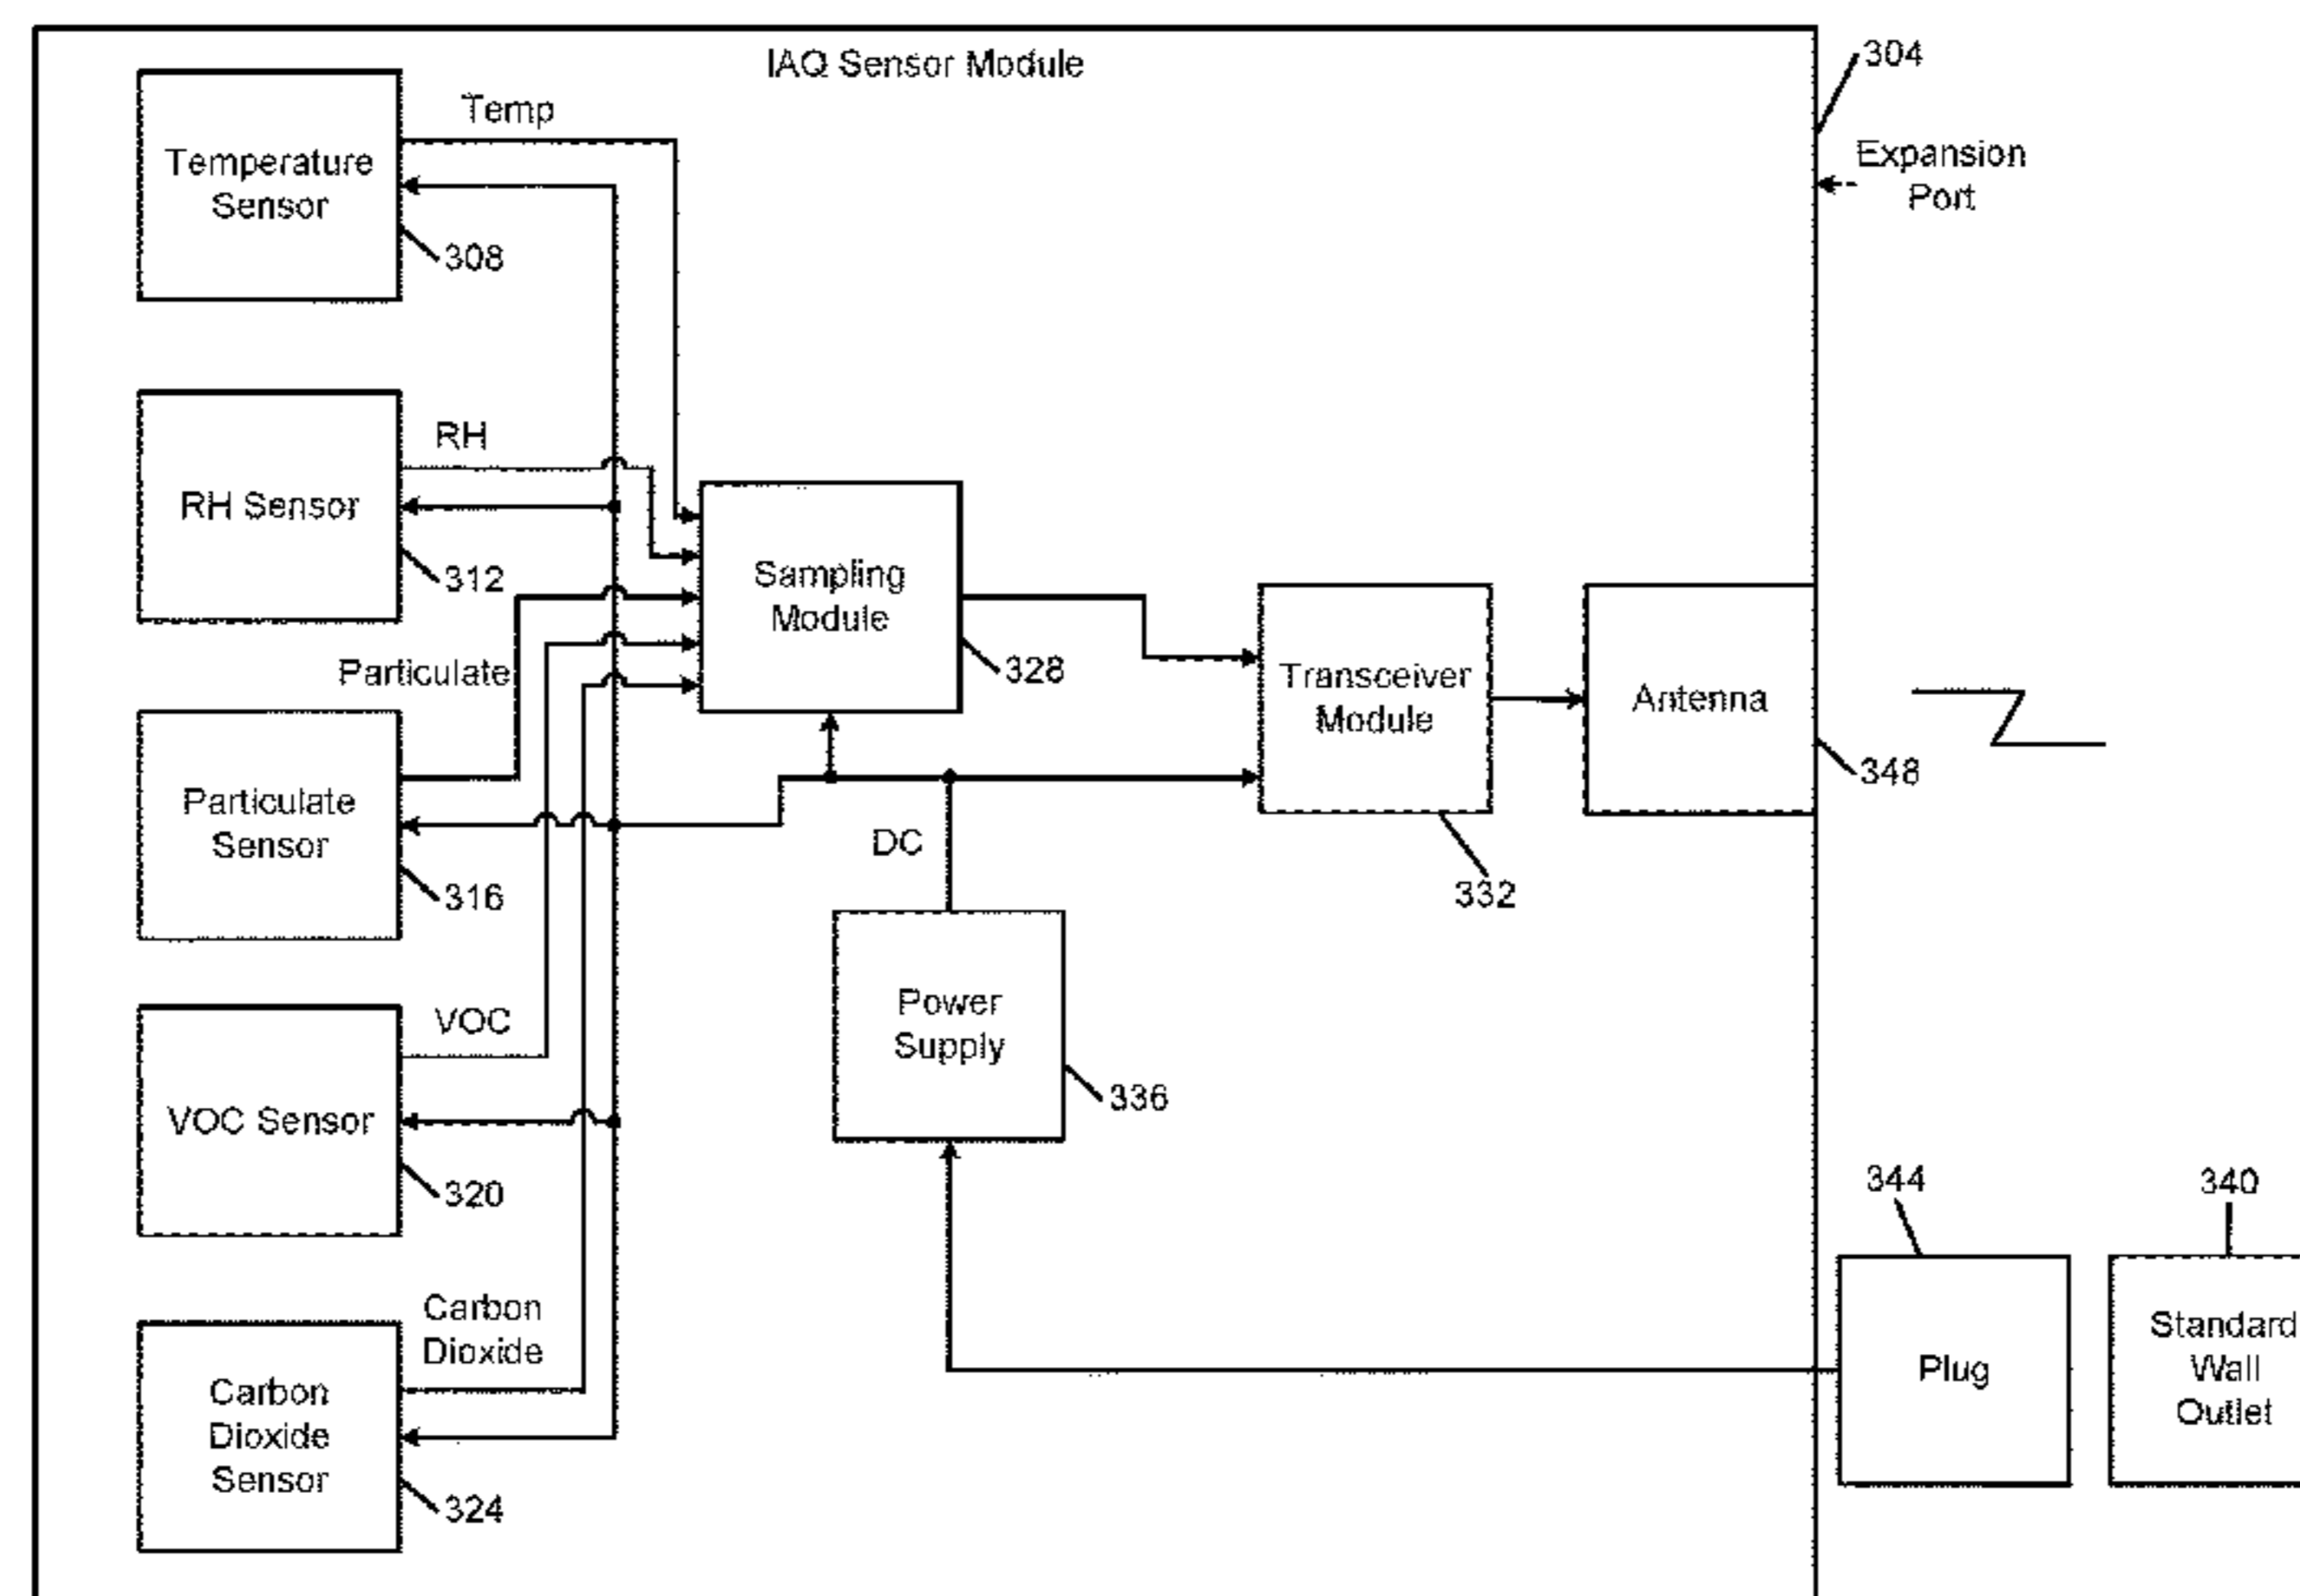 IAQ Sensor Module
304
Expansion
Port
Temp
Temperature
Sensor
308
RH
RH Sensor
312
Sampling
Module
328
Particulate
Particulate
Sensor
316
Transceiver
Module
332
Antenna
348
DC
Power
Supply
336
VOC
VOC Sensor
320
344
340
Plug
Standard
Wall
Outlet
Carbon
Dioxide
Carbon
Dioxide
Sensor
324